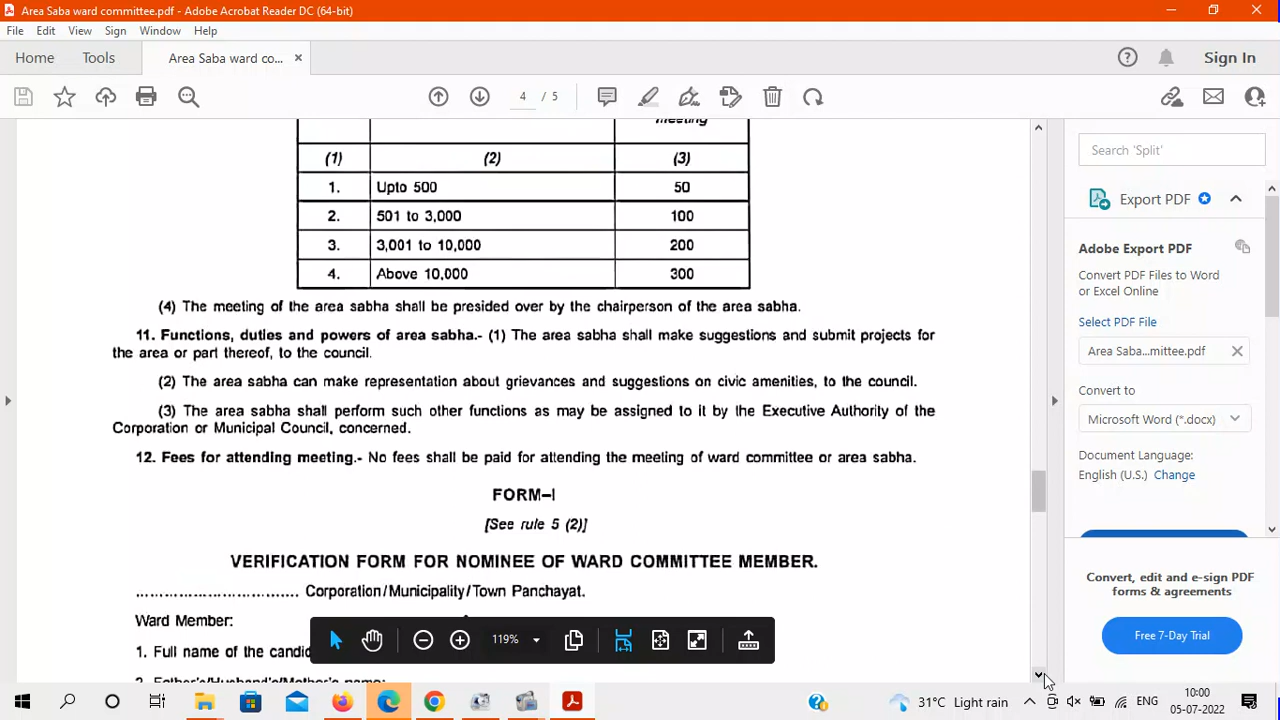 Area Saba ward committee.pdf - Adobe Acrobat Reader DC (64-bit)
File Edit View Sign Window Help
Home Tools Area Saba ward co... Sign In
4 / 5
meeting
(1) (2) (3)
1. Upto 500 50
2. 501 to 3,000 100
3. 3,001 to 10,000 200
4. Above 10,000 300
(4) The meeting of the area sabha shall be presided over by the chairperson of the area sabha.
11. Functions, duties and powers of area sabha.- (1) The area sabha shall make suggestions and submit projects for
the area or part thereof, to the council.
(2) The area sabha can make representation about grievances and suggestions on civic amenities, to the council.
(3) The area sabha shall perform such other functions as may be assigned to it by the Executive Authority of the
Corporation or Municipal Council, concerned.
12. Fees for attending meeting.- No fees shall be paid for attending the meeting of ward committee or area sabha.
FORM–I
[See rule 5 (2)]
VERIFICATION FORM FOR NOMINEE OF WARD COMMITTEE MEMBER.
.................................. Corporation/Municipality/Town Panchayat.
Ward Member:
1. Full name of the candid
2. Father's/Husband's/Mother's name:
119%
Search 'Split'
Export PDF
Adobe Export PDF
Convert PDF Files to Word
or Excel Online
Select PDF File
Area Saba...mittee.pdf
Convert to
Microsoft Word (*.docx)
Document Language:
English (U.S.) Change
Convert, edit and e-sign PDF
forms & agreements
Free 7-Day Trial
31°C Light rain ENG 10:00
05-07-2022